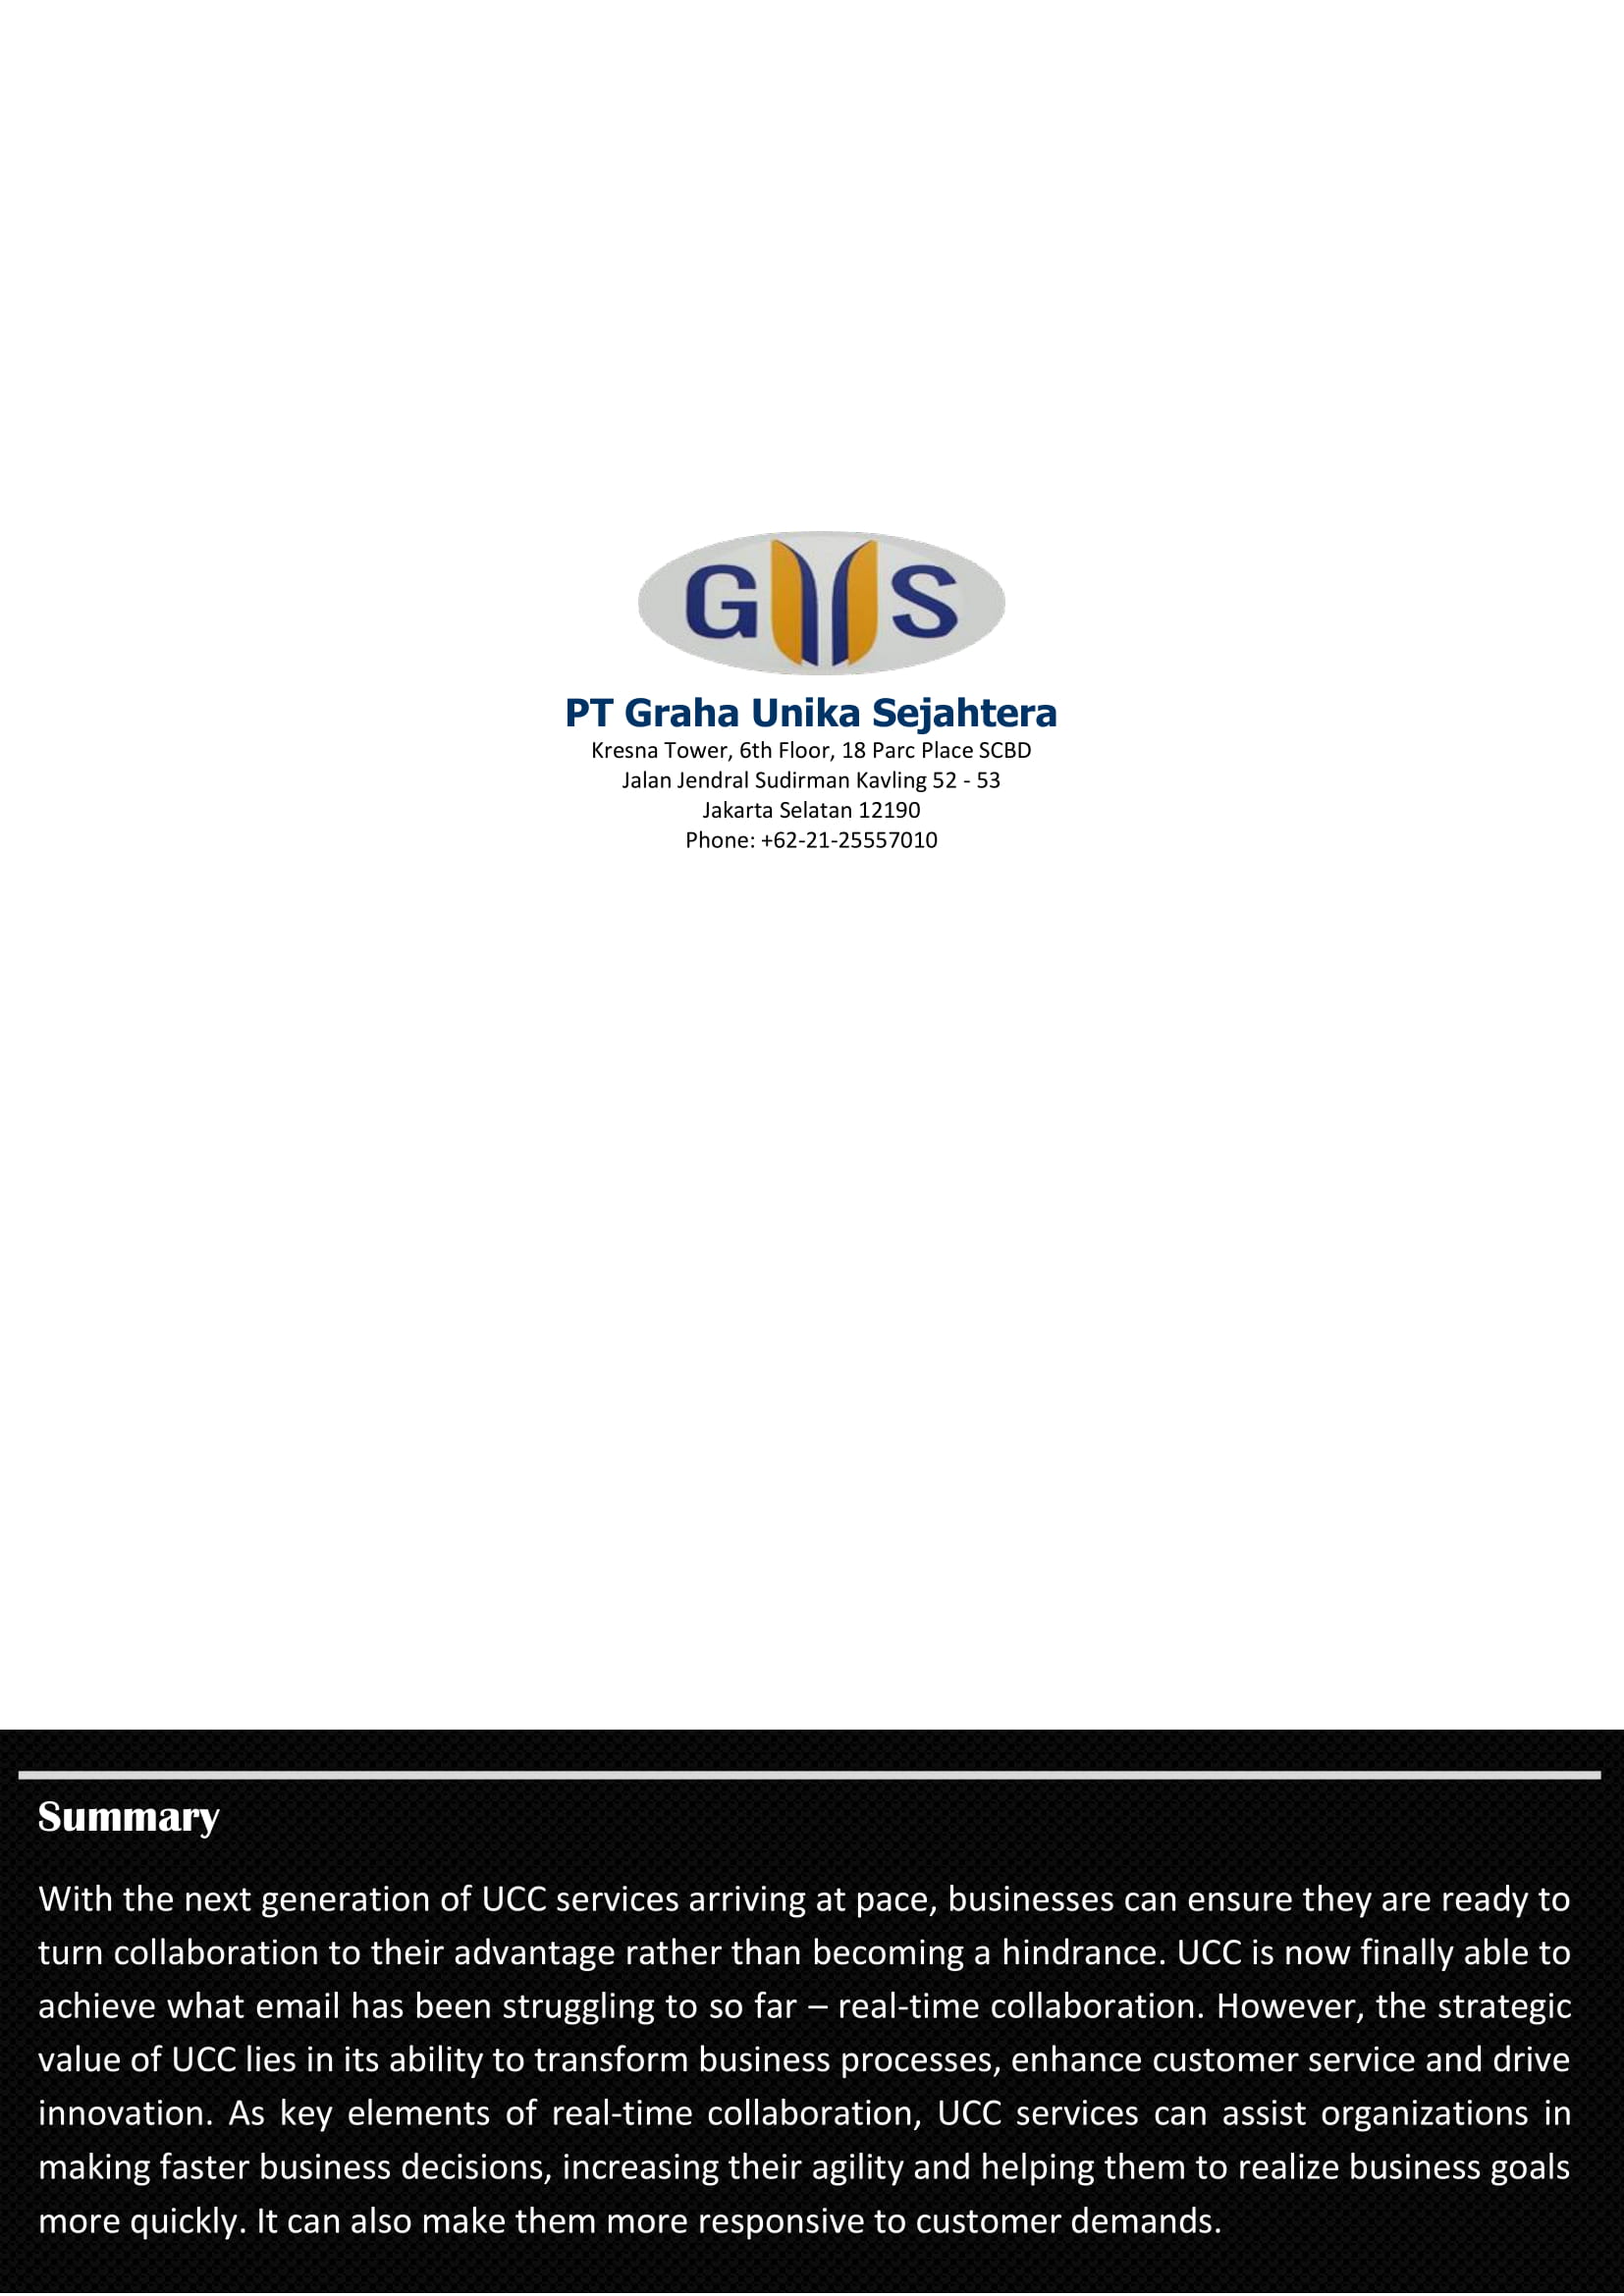 GUS
PT Graha Unika Sejahtera
Kresna Tower, 6th Floor, 18 Parc Place SCBD
Jalan Jendral Sudirman Kavling 52 - 53
Jakarta Selatan 12190
Phone: +62-21-25557010
Summary
With the next generation of UCC services arriving at pace, businesses can ensure they are ready to
turn collaboration to their advantage rather than becoming a hindrance. UCC is now finally able to
achieve what email has been struggling to so far – real-time collaboration. However, the strategic
value of UCC lies in its ability to transform business processes, enhance customer service and drive
innovation. As key elements of real-time collaboration, UCC services can assist organizations in
making faster business decisions, increasing their agility and helping them to realize business goals
more quickly. It can also make them more responsive to customer demands.